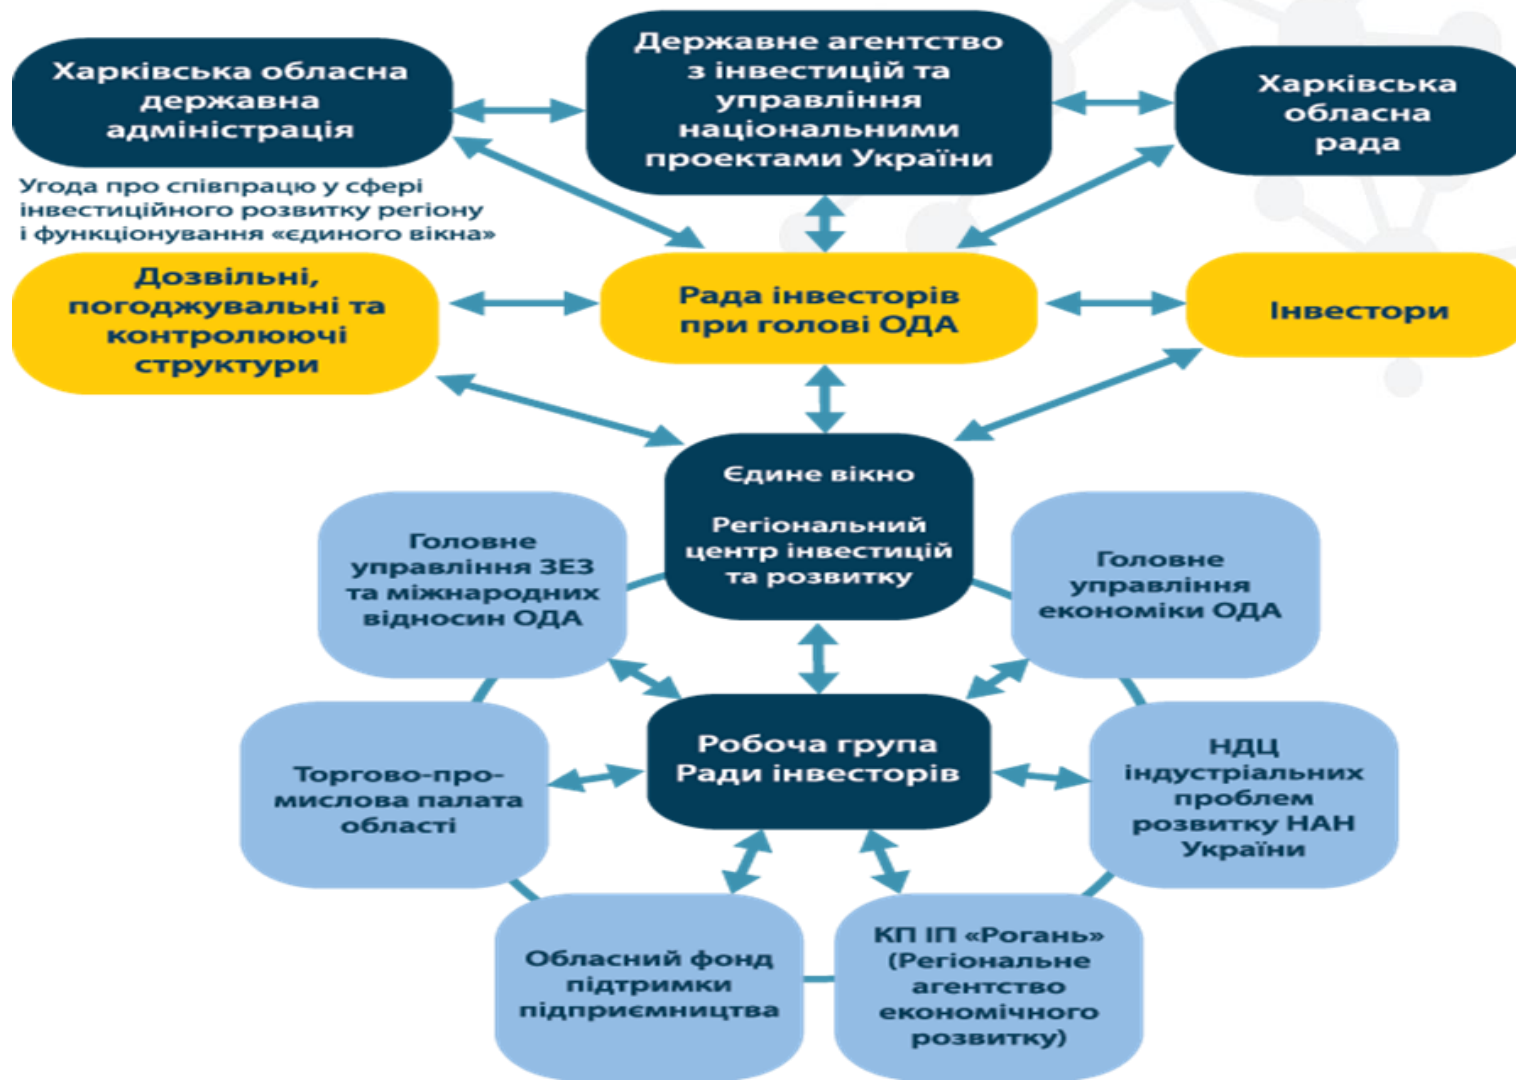 Харківська обласна
державна
адміністрація
Державне агентство
з інвестицій та
управління
національними
проектами України
Харківська
обласна
рада
Угода про співпрацю у сфері
інвестиційного розвитку регіону
і функціонування «єдиного вікна»
Дозвільні,
погоджувальні та
контролюючі
структури
Рада інвесторів
при голові ОДА
Інвестори
Єдине вікно
Регіональний
центр інвестицій
та розвитку
Головне
управління ЗЕЗ
та міжнародних
відносин ОДА
Головне
управління
економіки ОДА
Робоча група
Ради інвесторів
Торгово-про-
мислова палата
області
НДЦ
індустріальних
проблем
розвитку НАН
України
Обласний фонд
підтримки
підприємництва
КП ІП «Рогань»
(Регіональне
агентство
економічного
розвитку)